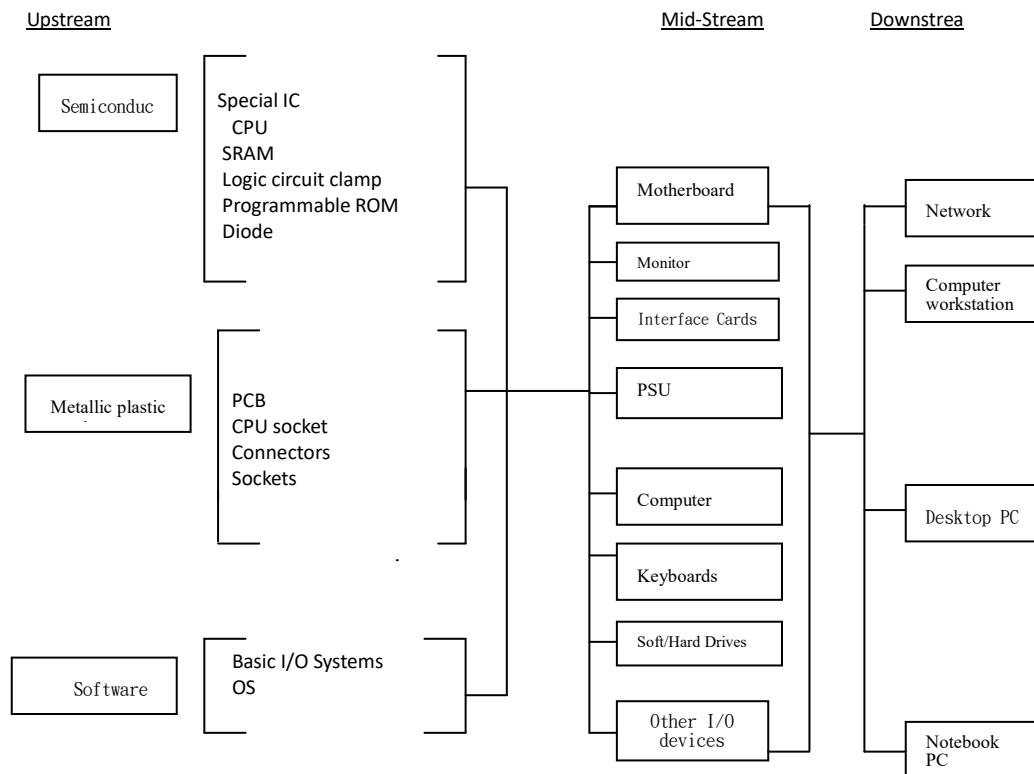 Upstream
Mid-Stream
Downstrea
Semiconduc
Special IC
CPU
SRAM
Logic circuit clamp
Programmable ROM
Diode
Metallic plastic
PCB
CPU socket
Connectors
Sockets
Software
Basic I/O Systems
OS
Motherboard
Monitor
Interface Cards
PSU
Computer
Keyboards
Soft/Hard Drives
Other I/O
devices
Network
Computer
workstation
Desktop PC
Notebook
PC